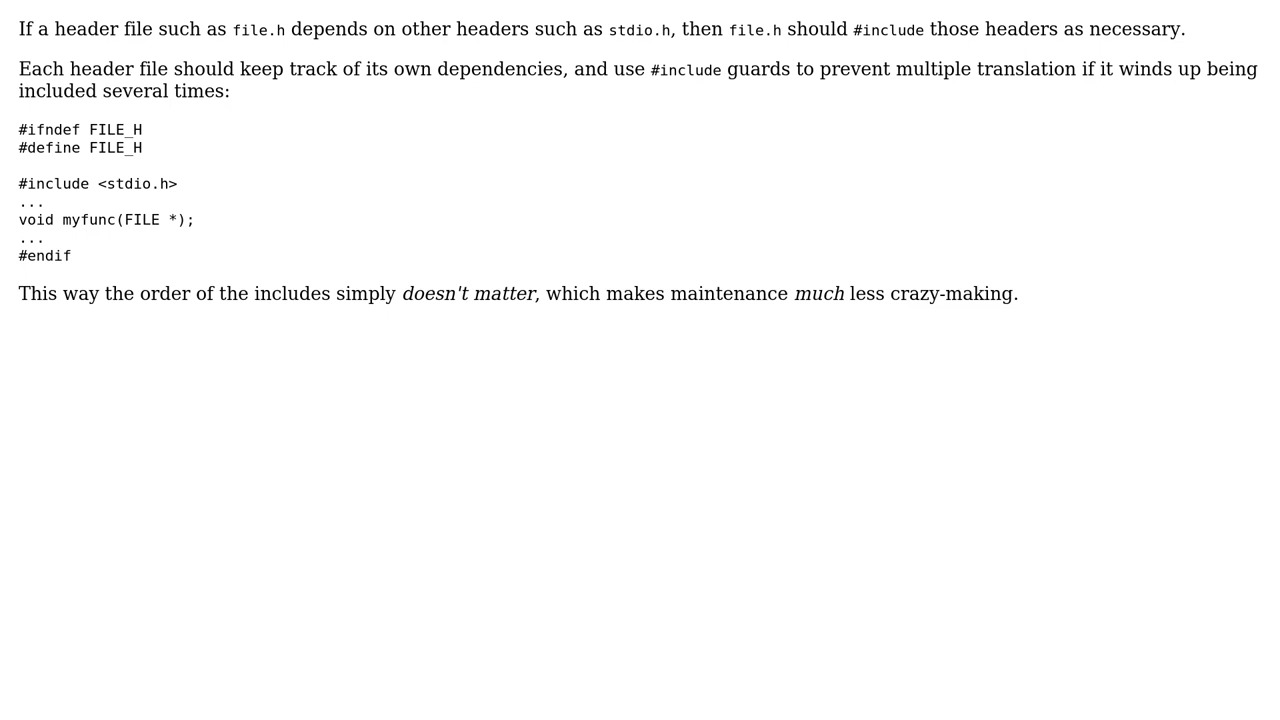 If a header file such as file.h depends on other headers such as stdio.h, then file.h should #include those headers as necessary.
Each header file should keep track of its own dependencies, and use #include guards to prevent multiple translation if it winds up being
included several times:
#ifndef FILE_H
#define FILE_H
#include <stdio.h>
...
void myfunc(FILE *);
...
#endif
This way the order of the includes simply doesn't matter, which makes maintenance much less crazy-making.